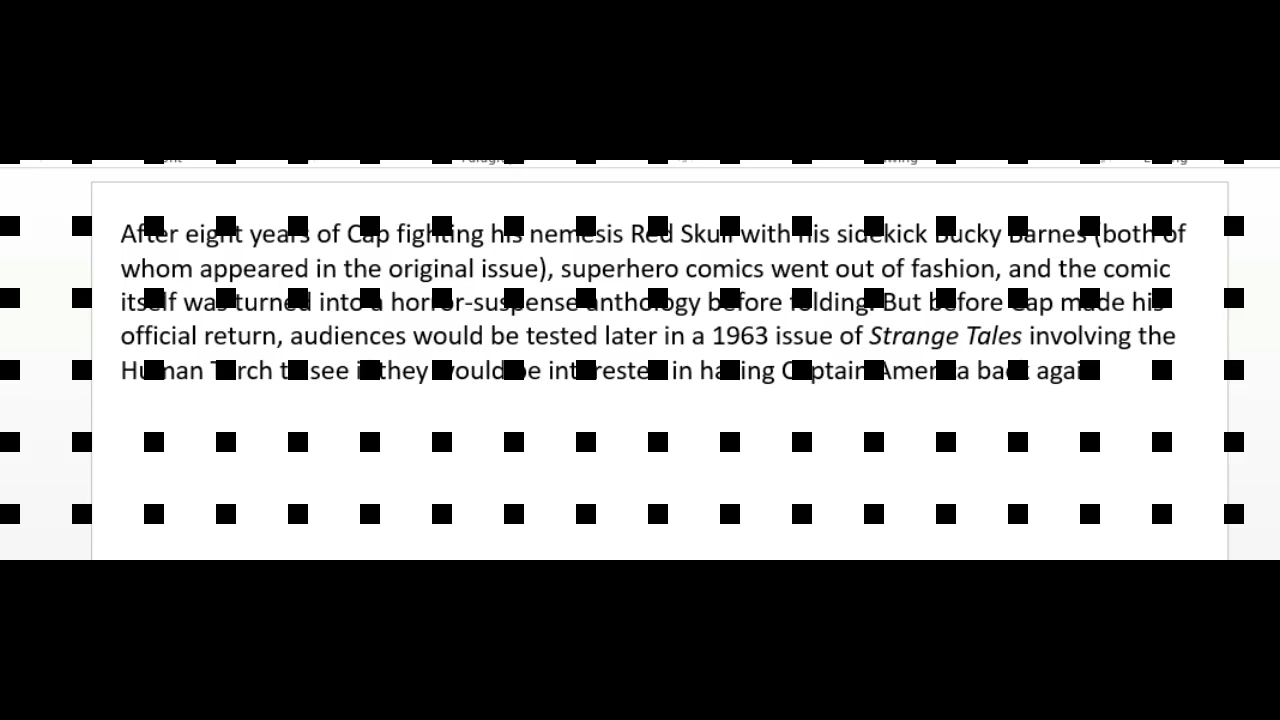 After eight years of Cap fighting his nemesis Red Skull with his sidekick Bucky Barnes (both of
whom appeared in the original issue), superhero comics went out of fashion, and the comic
itself was turned into a horror-suspense anthology before folding. But before Cap made his
official return, audiences would be tested later in a 1963 issue of Strange Tales involving the
Human Torch to see if they would be interested in having Captain America back again.